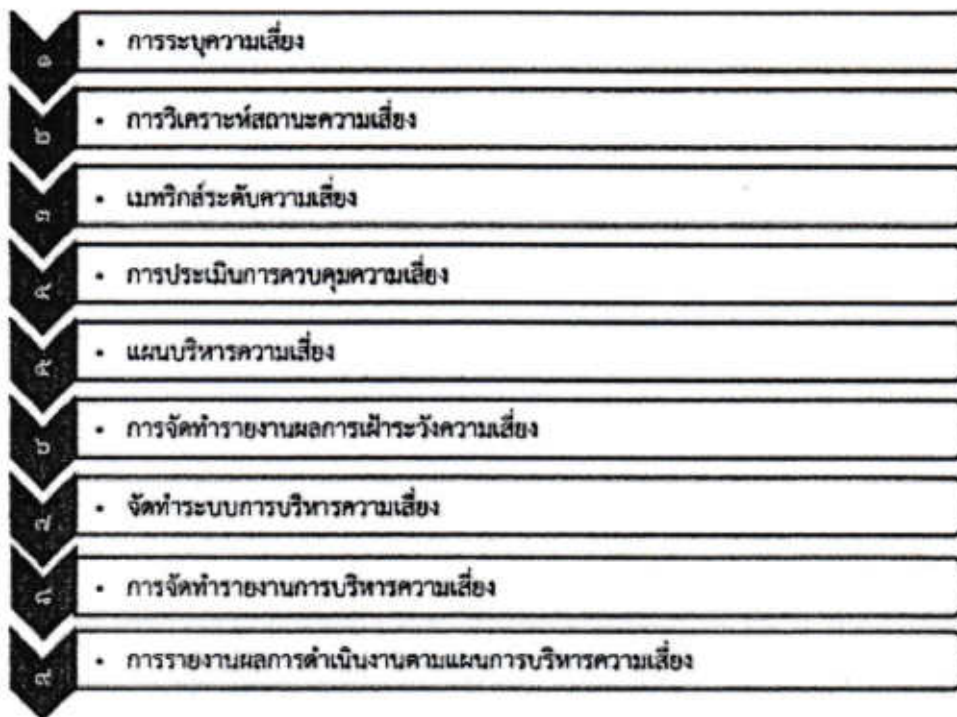 • การระบุความเสี่ยง
• การวิเคราะห์สถานะความเสี่ยง
• เมทริกส์ระดับความเสี่ยง
• การประเมินการควบคุมความเสี่ยง
• แผนบริหารความเสี่ยง
• การจัดทำรายงานผลการเฝ้าระวังความเสี่ยง
• จัดทำระบบการบริหารความเสี่ยง
• การจัดทำรายงานการบริหารความเสี่ยง
• การรายงานผลการดำเนินงานตามแผนการบริหารความเสี่ยง